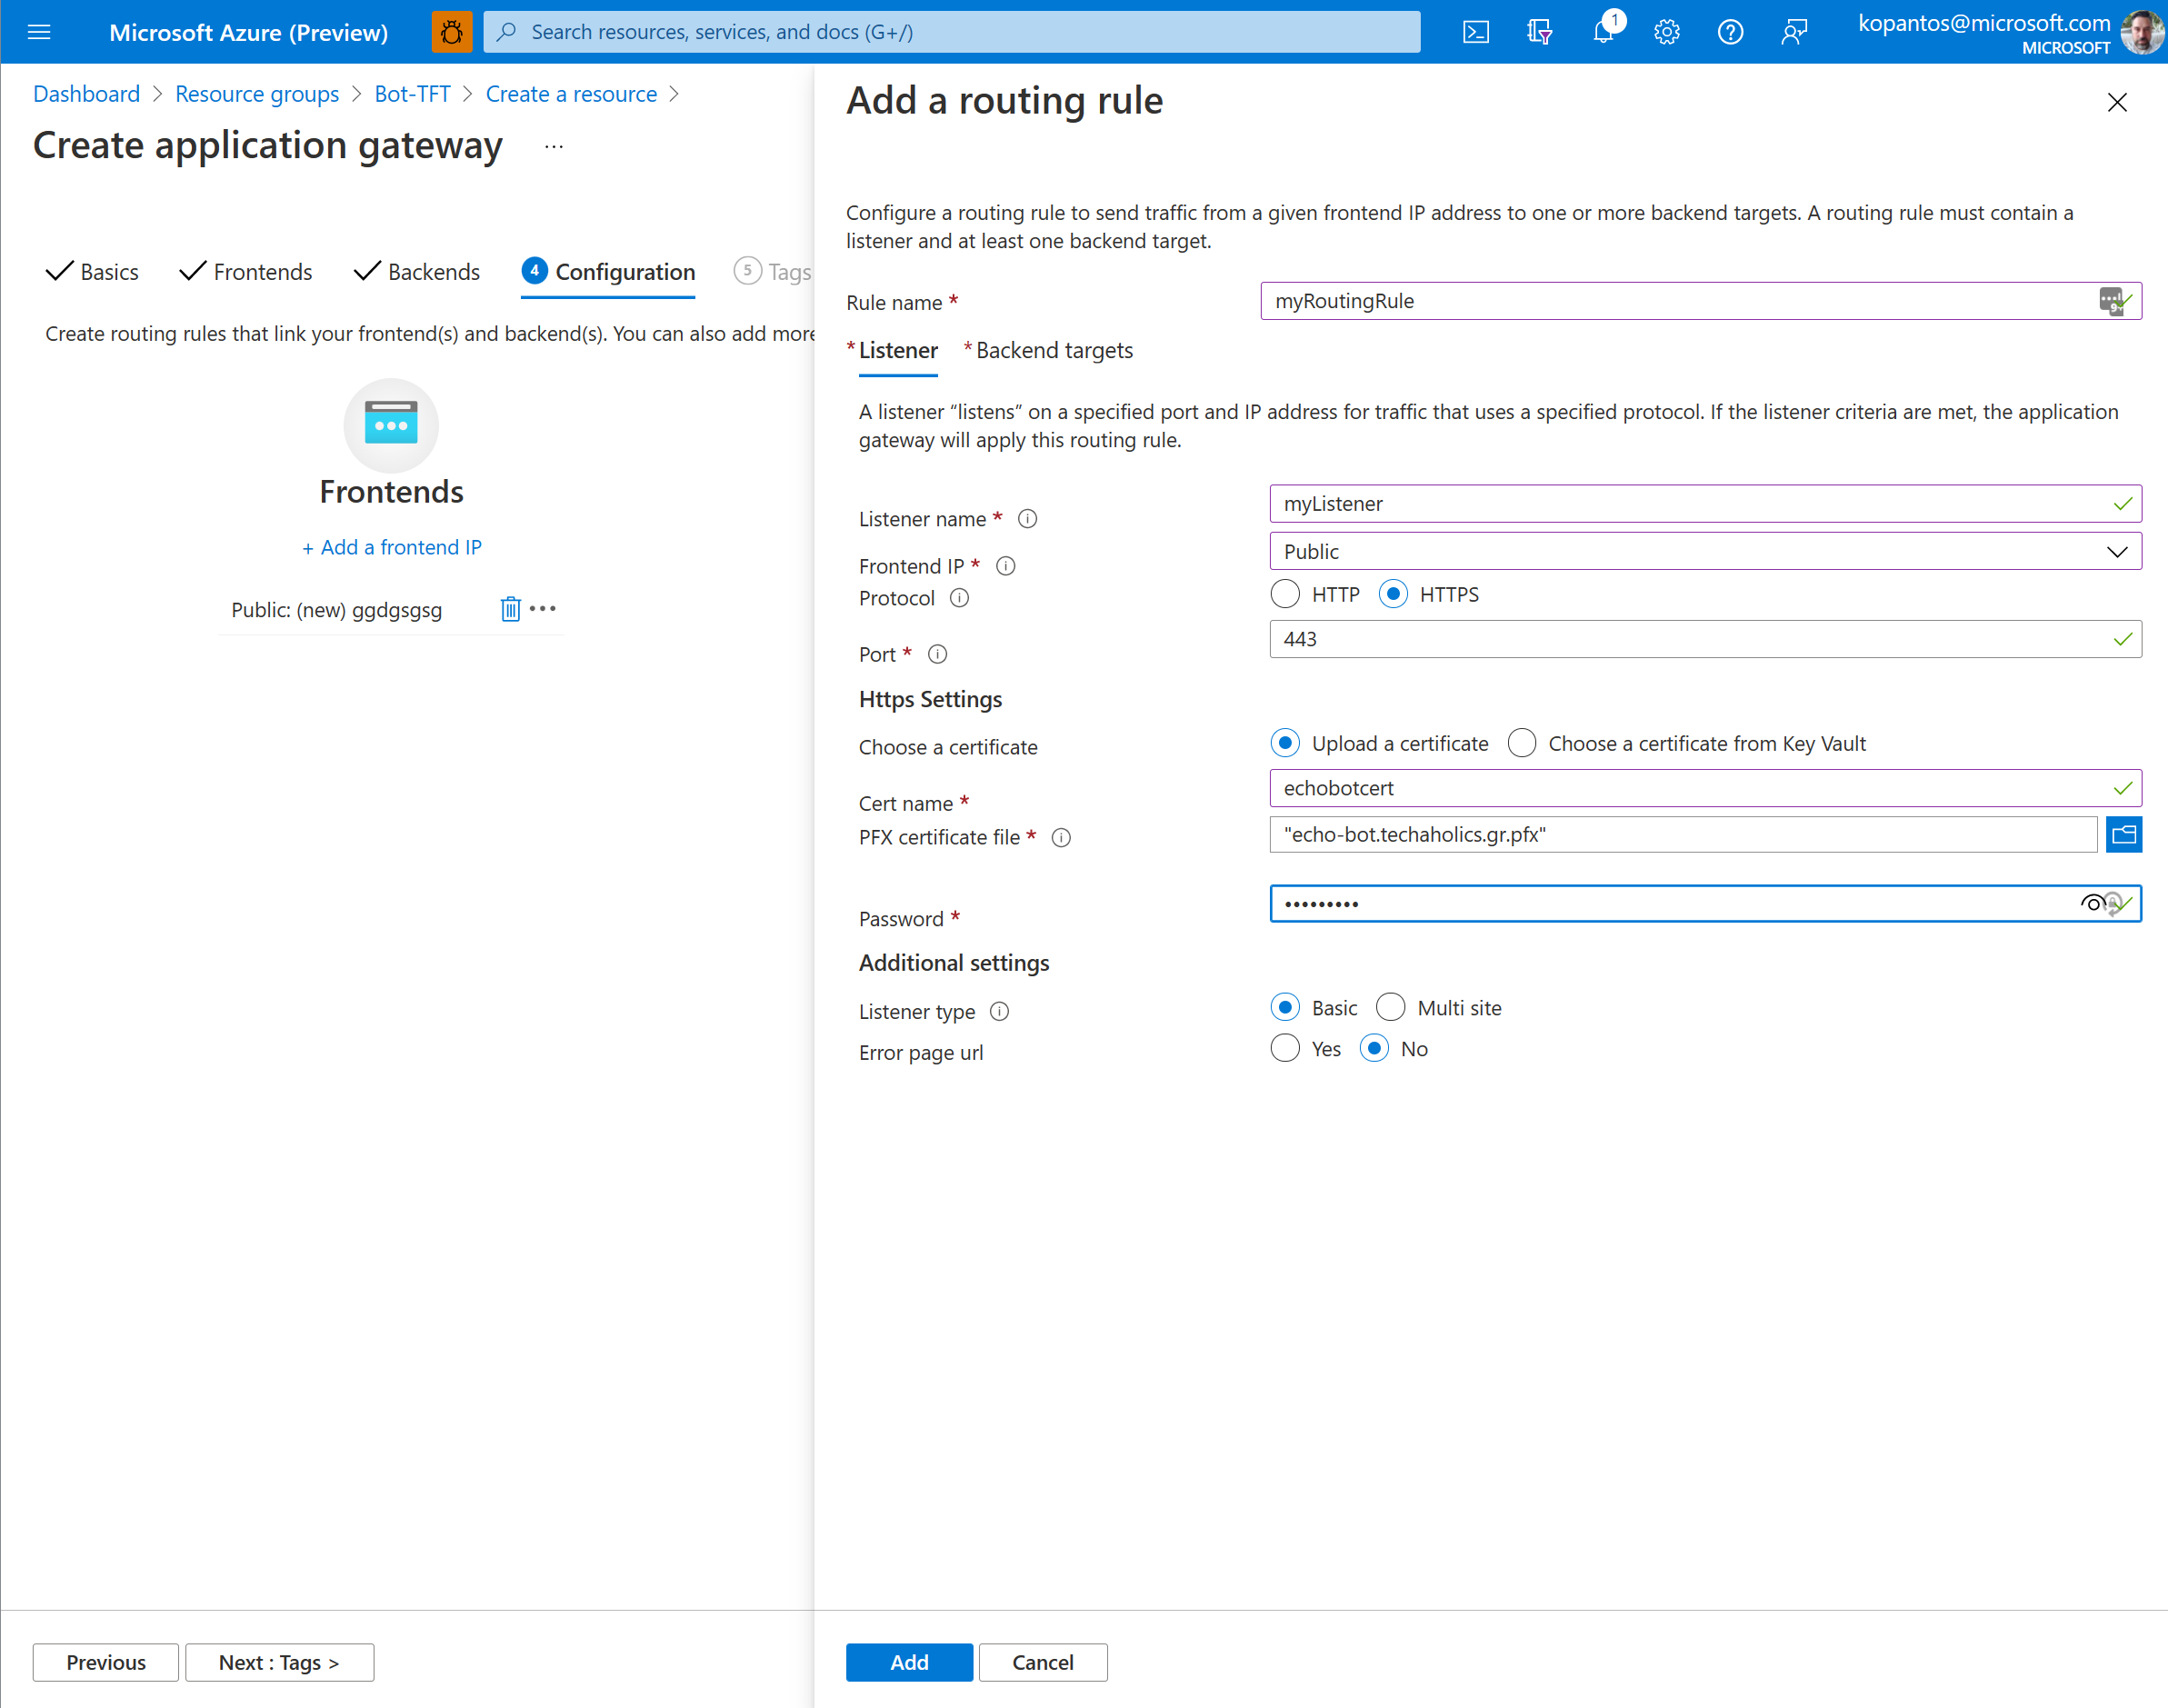 Microsoft Azure (Preview)
Search resources, services, and docs (G+/)
1
kopantos@microsoft.com
MICROSOFT
Dashboard > Resource groups > Bot-TFT > Create a resource >
Create application gateway ...
Basics Frontends Backends 4 Configuration 5 Tags
Create routing rules that link your frontend(s) and backend(s). You can also add more
Frontends
+ Add a frontend IP
Public: (new) ggdgsgsg
Previous
Next : Tags >
Add a routing rule
Configure a routing rule to send traffic from a given frontend IP address to one or more backend targets. A routing rule must contain a
listener and at least one backend target.
Rule name * myRoutingRule
* Listener * Backend targets
A listener “listens” on a specified port and IP address for traffic that uses a specified protocol. If the listener criteria are met, the application
gateway will apply this routing rule.
Listener name * myListener
Frontend IP * Public
Protocol HTTP HTTPS
Port * 443
Https Settings
Choose a certificate Upload a certificate Choose a certificate from Key Vault
Cert name * echobotcert
PFX certificate file * "echo-bot.techaholics.gr.pfx"
Password * •••••••••
Additional settings
Listener type Basic Multi site
Error page url Yes No
Add
Cancel